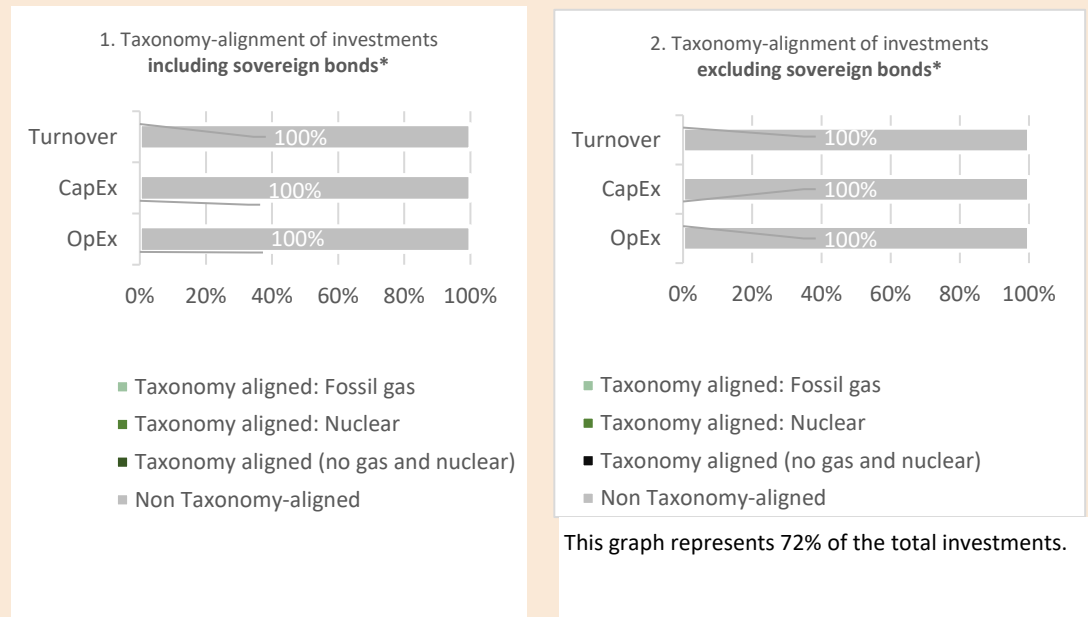 1. Taxonomy-alignment of investments
including sovereign bonds*
Turnover
100%
CapEx
100%
OpEx
100%
0% 20% 40% 60% 80% 100%
Taxonomy aligned: Fossil gas
Taxonomy aligned: Nuclear
Taxonomy aligned (no gas and nuclear)
Non Taxonomy-aligned
2. Taxonomy-alignment of investments
excluding sovereign bonds*
Turnover
100%
CapEx
100%
OpEx
100%
0% 20% 40% 60% 80% 100%
Taxonomy aligned: Fossil gas
Taxonomy aligned: Nuclear
Taxonomy aligned (no gas and nuclear)
Non Taxonomy-aligned
This graph represents 72% of the total investments.